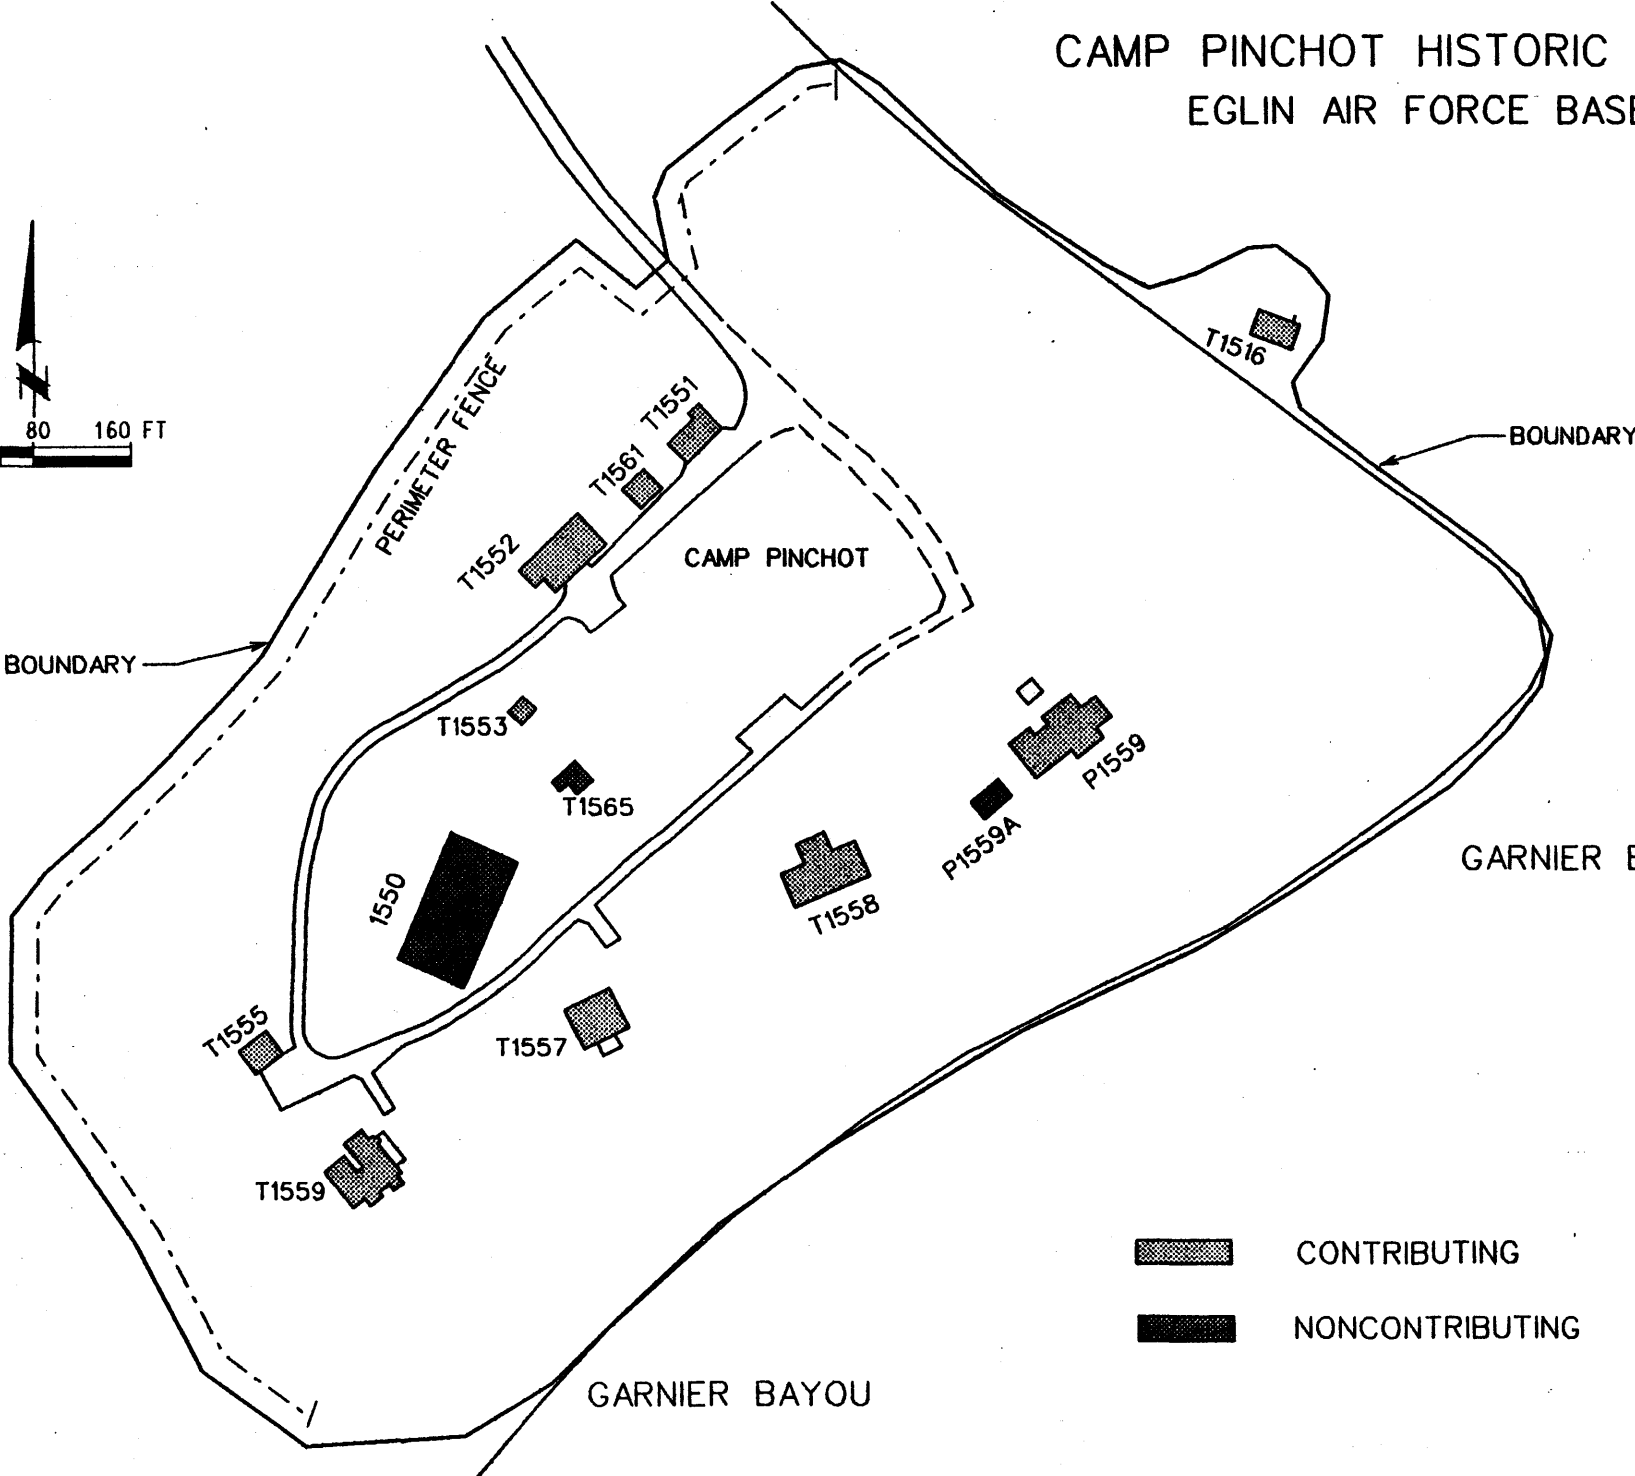 CAMP PINCHOT HISTORIC
EGLIN AIR FORCE BASE
N
80 160 FT
PERIMETER FENCE
T1516
T1551
T1561
T1552
BOUNDARY
CAMP PINCHOT
BOUNDARY
T1553
P1559
T1565
P1559A
GARNIER
1550
T1558
T1555
T1557
T1559
CONTRIBUTING
NONCONTRIBUTING
GARNIER BAYOU